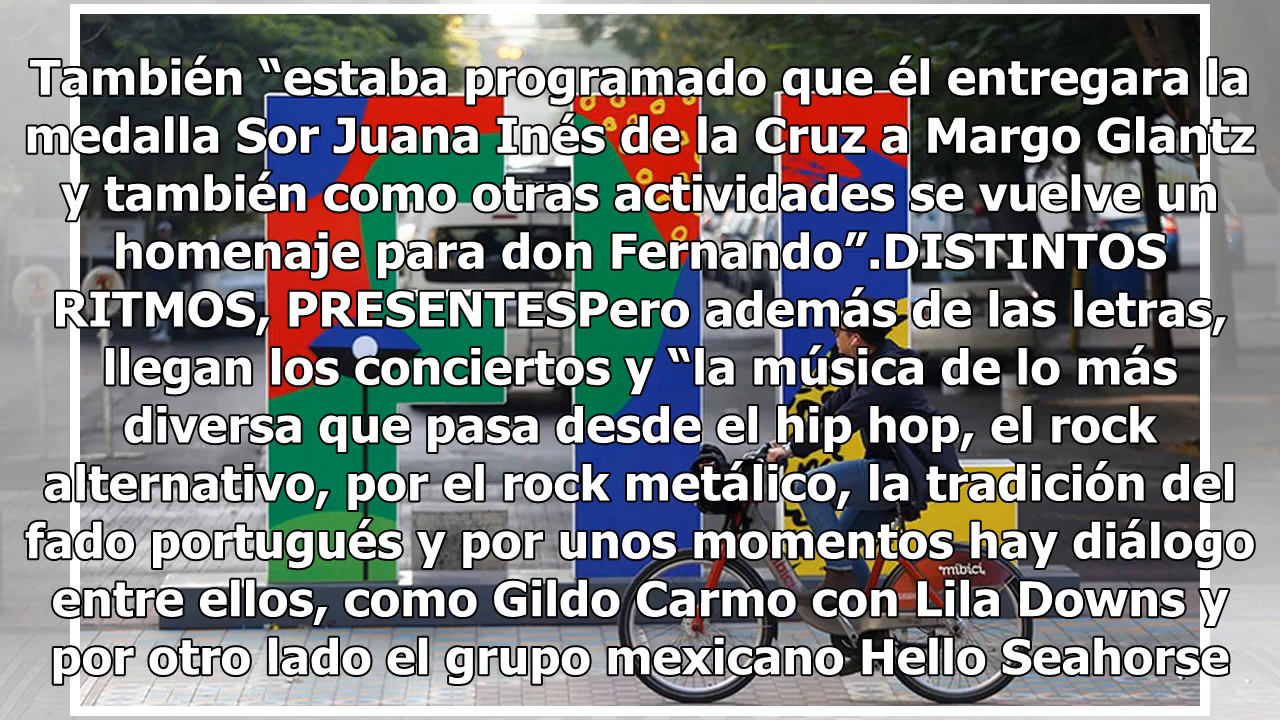 También “estaba programado que él entregara la
medalla Sor Juana Inés de la Cruz a Margo Glantz
y también como otras actividades se vuelve un
homenaje para don Fernando”.DISTINTOS
RITMOS, PRESENTESPero además de las letras,
llegan los conciertos y “la música de lo más
diversa que pasa desde el hip hop, el rock
alternativo, por el rock metálico, la tradición del
fado portugués y por unos momentos hay diálogo
entre ellos, como Gildo Carmo con Lila Downs y
por otro lado el grupo mexicano Hello Seahorse
FIL
mibici
mibici